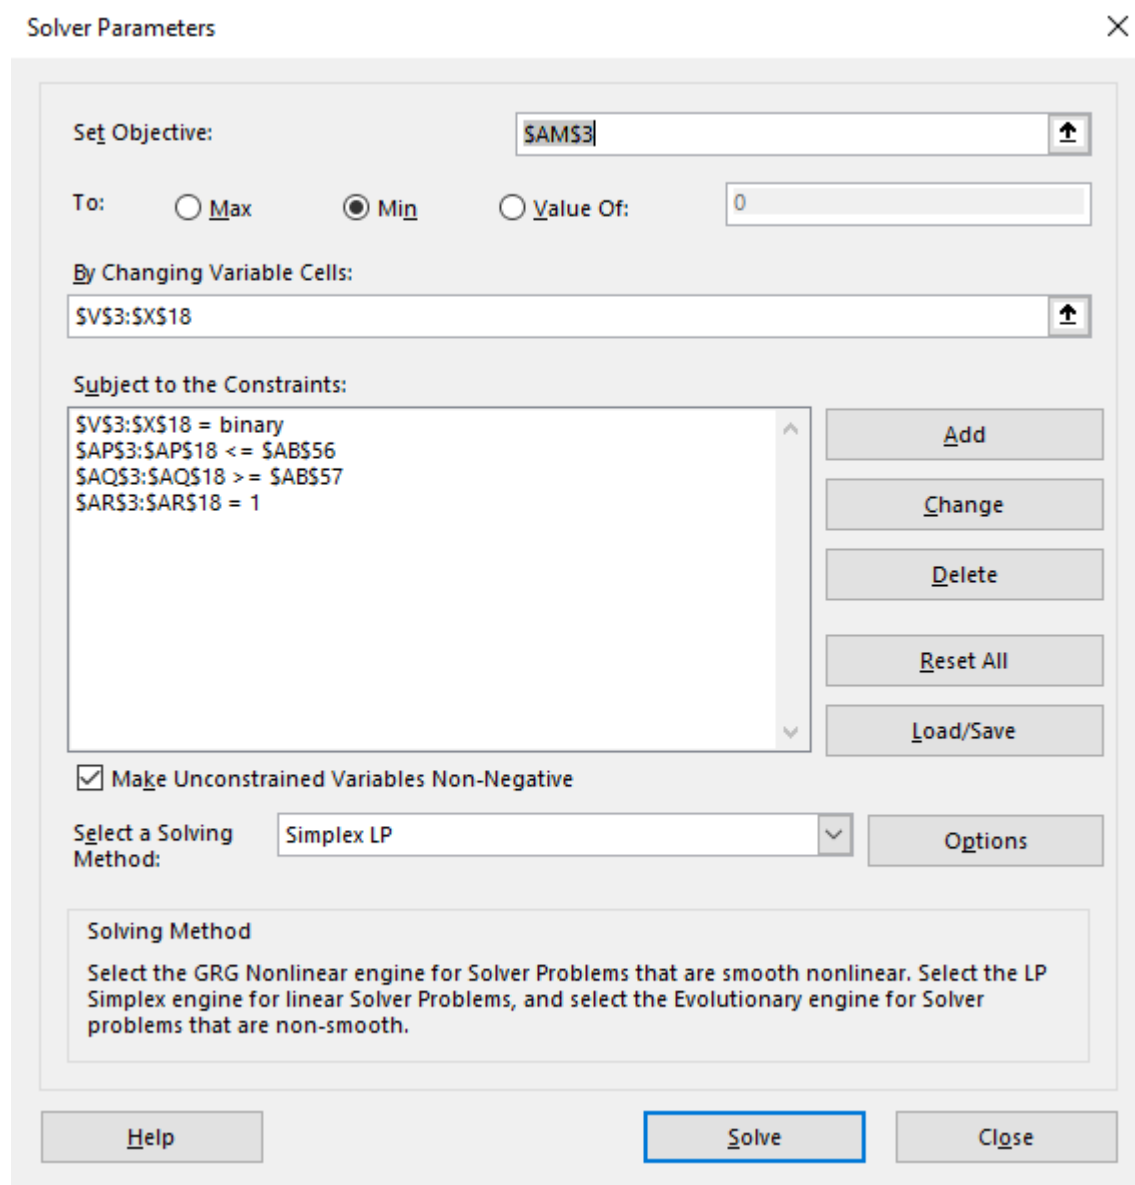 Solver Parameters
Set Objective:
$AM$3
To:
Max
Min
Value Of:
0
By Changing Variable Cells:
$V$3:$X$18
Subject to the Constraints:
$V$3:$X$18 = binary
$AP$3:$AP$18 <= $AB$56
$AQ$3:$AQ$18 >= $AB$57
$AR$3:$AR$18 = 1
Add
Change
Delete
Reset All
Load/Save
Make Unconstrained Variables Non-Negative
Select a Solving
Method:
Simplex LP
Options
Solving Method
Select the GRG Nonlinear engine for Solver Problems that are smooth nonlinear. Select the LP
Simplex engine for linear Solver Problems, and select the Evolutionary engine for Solver
problems that are non-smooth.
Help
Solve
Close